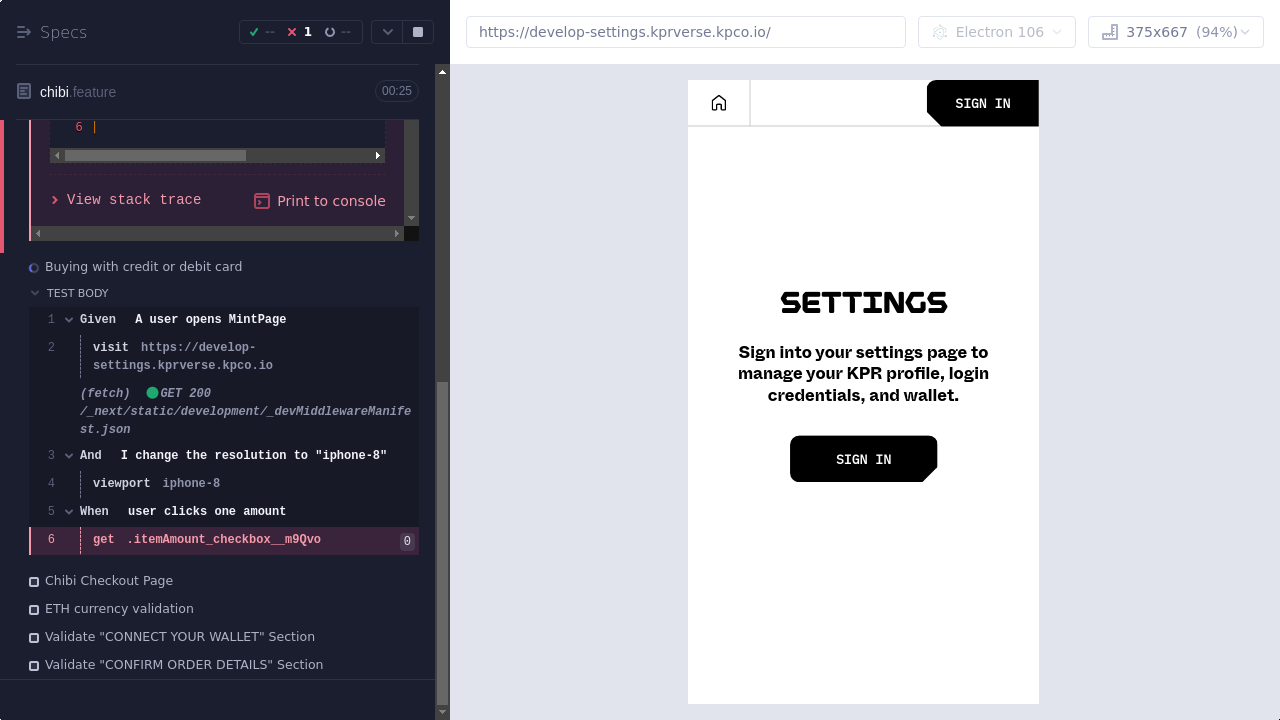 Specs
-- 1 --
chibi.feature 00:25
6
View stack trace Print to console
Buying with credit or debit card
TEST BODY
1 Given A user opens MintPage
2 visit https://develop-
settings.kprverse.kpco.io
(fetch) GET 200
/_next/static/development/_devMiddlewareManife
st.json
3 And I change the resolution to "iphone-8"
4 viewport iphone-8
5 When user clicks one amount
6 get .itemAmount_checkbox__m9Qvo 0
Chibi Checkout Page
ETH currency validation
Validate "CONNECT YOUR WALLET" Section
Validate "CONFIRM ORDER DETAILS" Section
https://develop-settings.kprverse.kpco.io/ Electron 106 375x667 (94%)
SIGN IN
SETTINGS
Sign into your settings page to
manage your KPR profile, login
credentials, and wallet.
SIGN IN